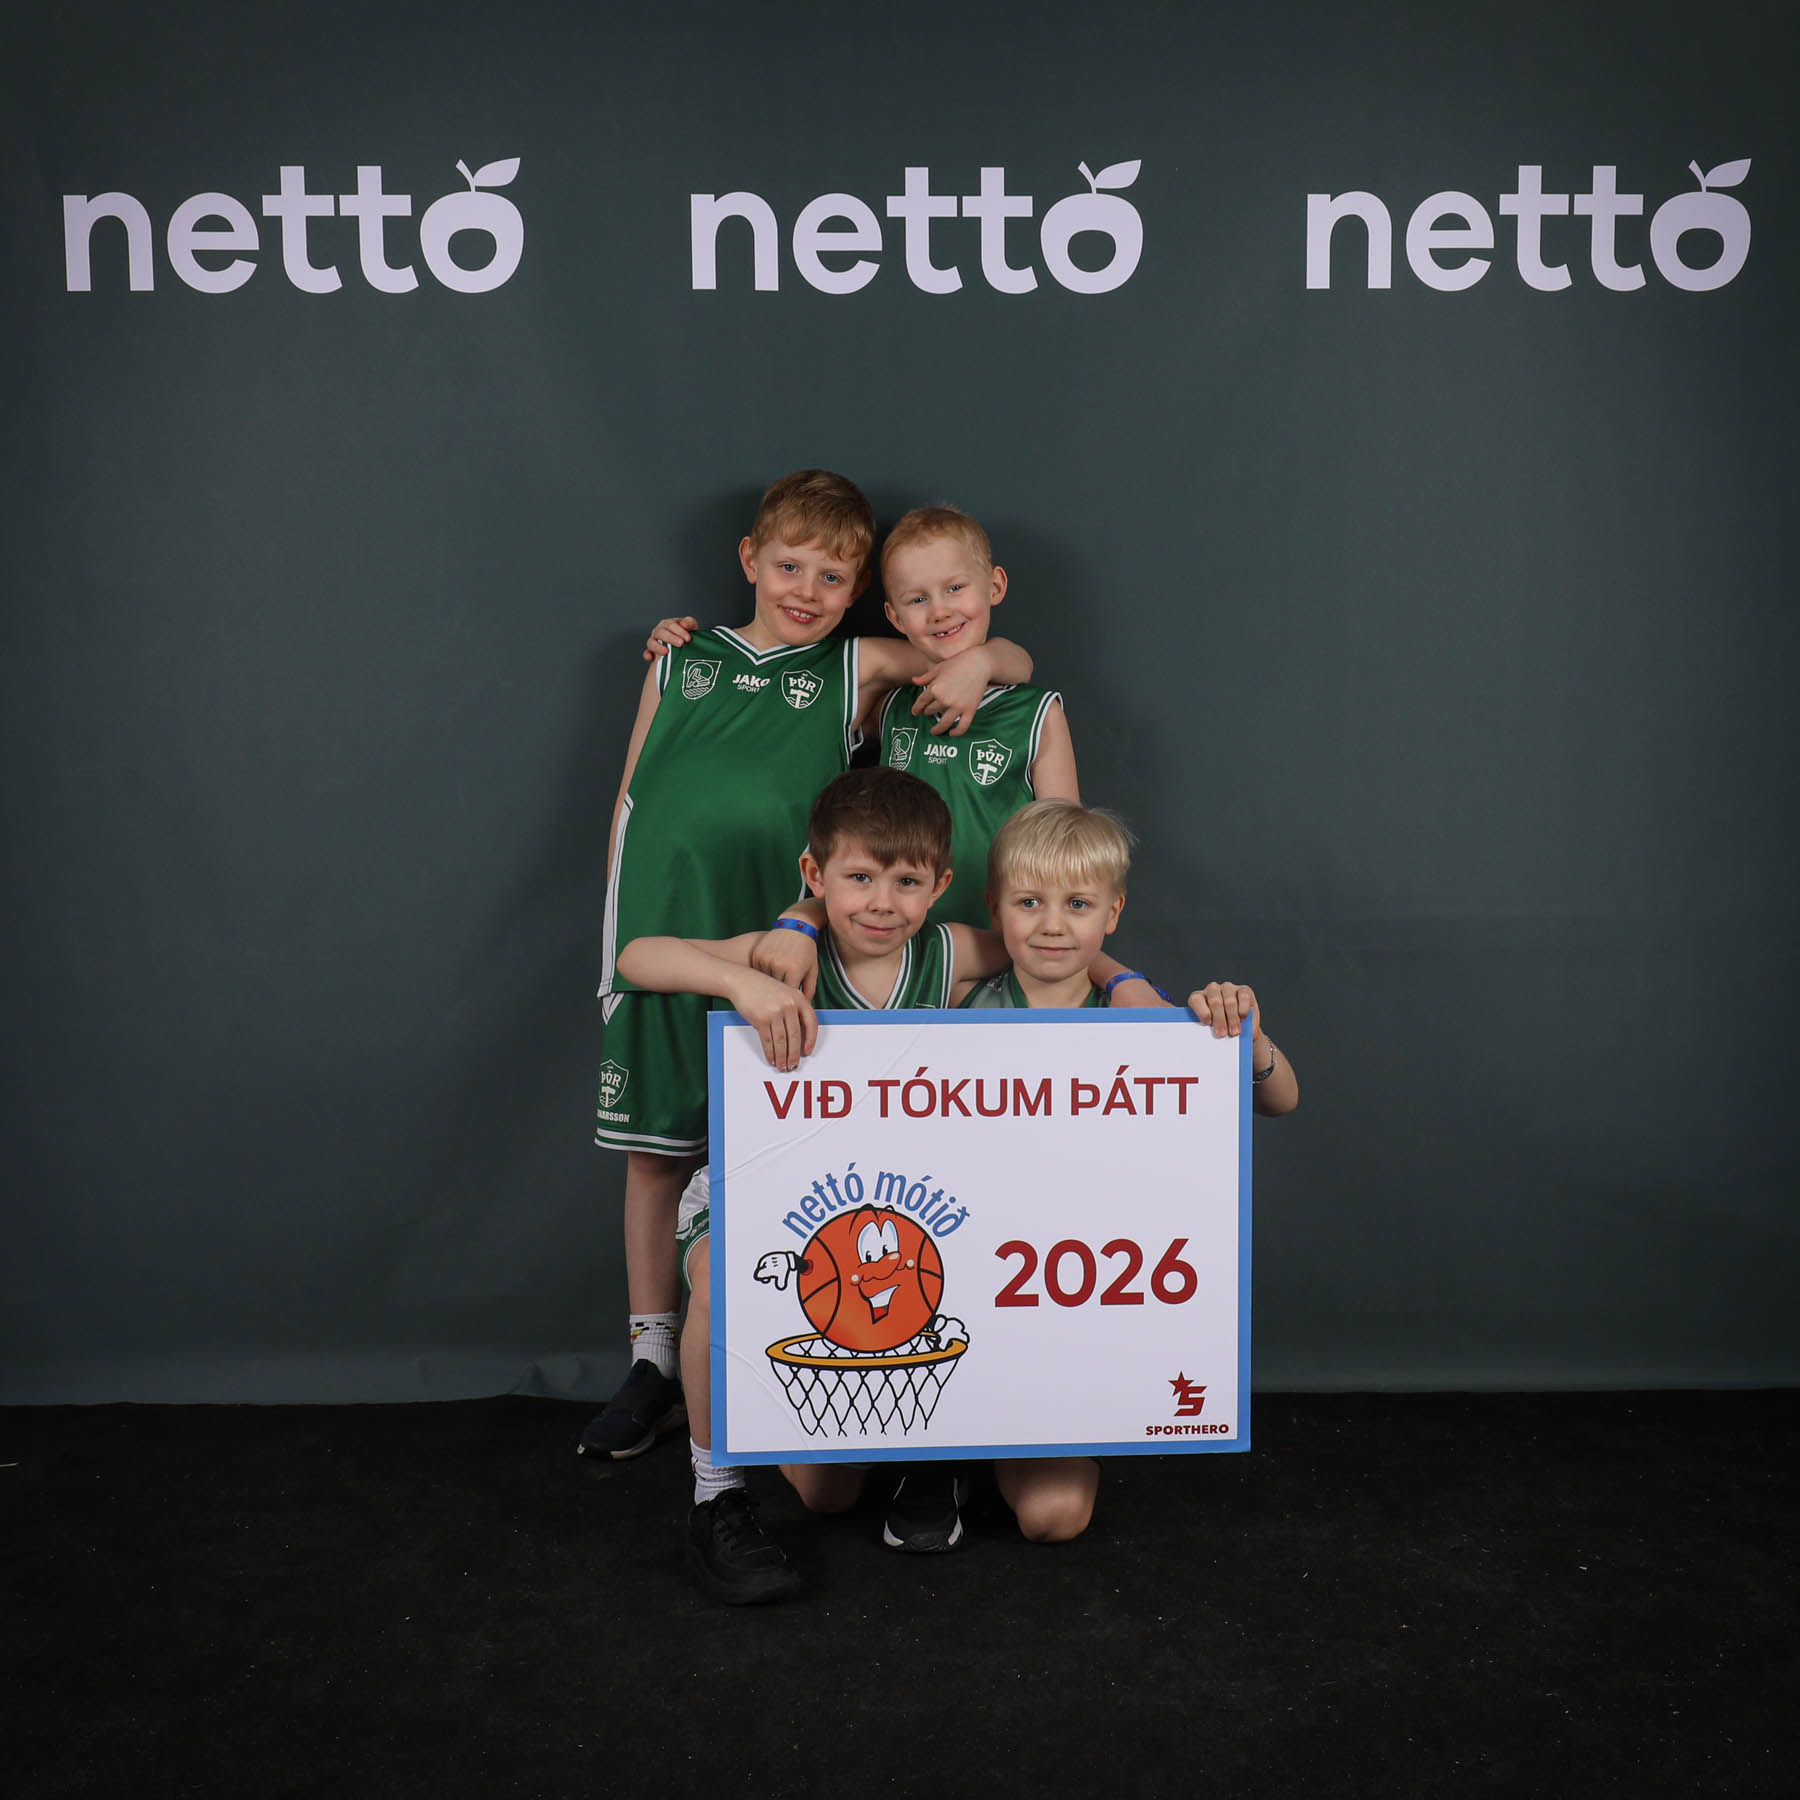 nettó nettó nettó
JAKO
SPORT
ÞÓR
JAKO
SPORT
ÞÓR
ÞÓR
VIÐ TÓKUM ÞÁTT
nettó mótið
2026
S
SPORTHERO